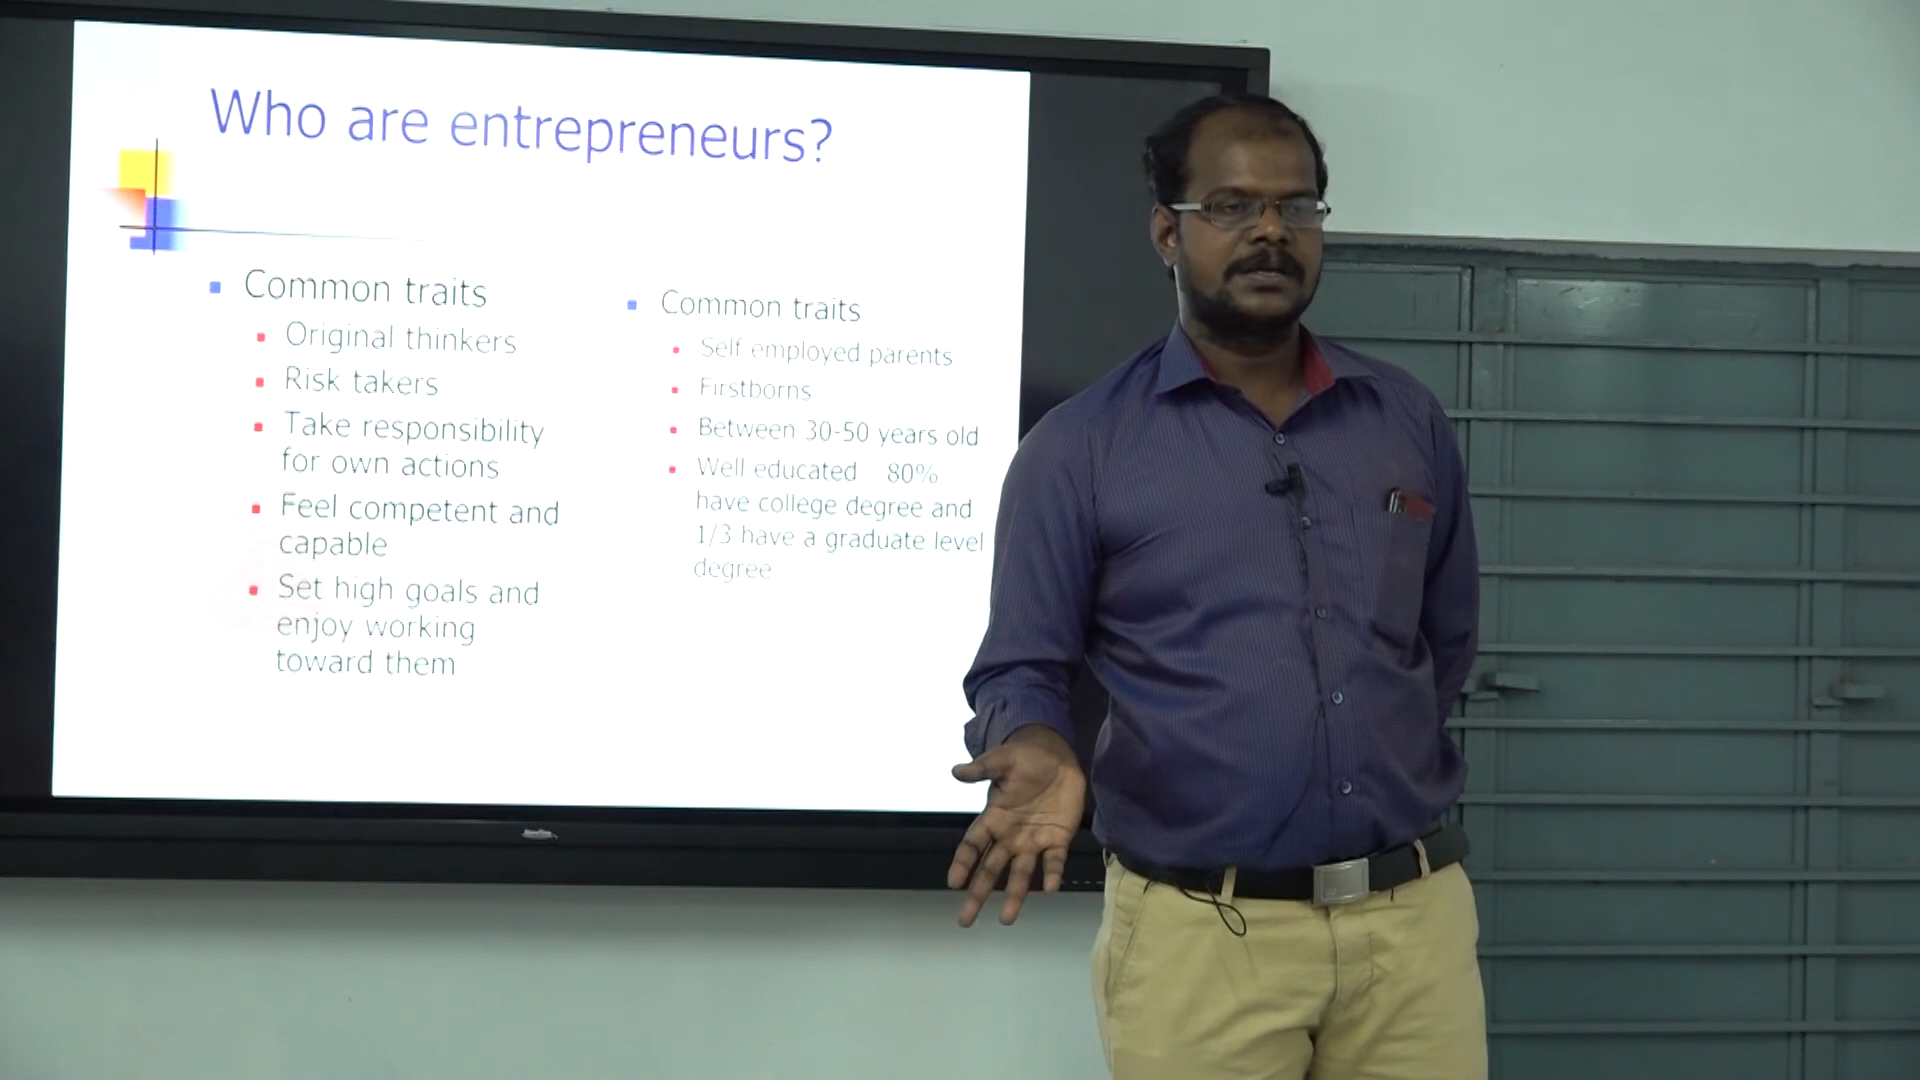 Who are entrepreneurs?
Common traits
Original thinkers
Risk takers
Take responsibility
for own actions
Feel competent and
capable
Set high goals and
enjoy working
toward them
Common traits
Self employed parents
Firstborns
Between 30-50 years old
Well educated 80%
have college degree and
1/3 have a graduate level
degree